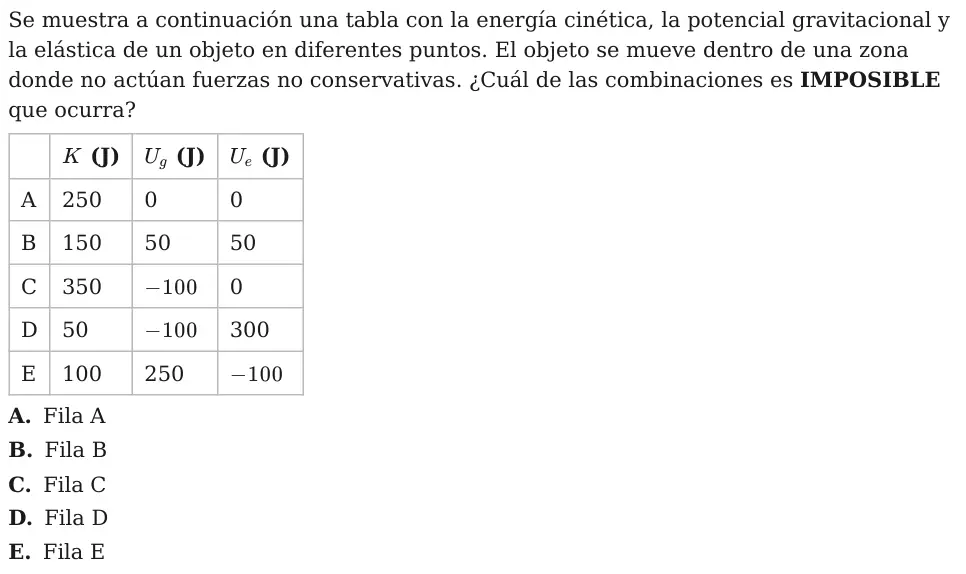 Se muestra a continuación una tabla con la energía cinética, la potencial gravitacional y
la elástica de un objeto en diferentes puntos. El objeto se mueve dentro de una zona
donde no actúan fuerzas no conservativas. ¿Cuál de las combinaciones es IMPOSIBLE
que ocurra?
K (J) U_g (J) U_e (J)
A 250 0 0
B 150 50 50
C 350 −100 0
D 50 −100 300
E 100 250 −100
A. Fila A
B. Fila B
C. Fila C
D. Fila D
E. Fila E